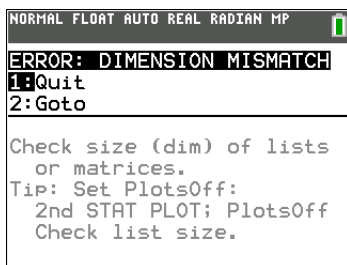 NORMAL FLOAT AUTO REAL RADIAN MP
ERROR: DIMENSION MISMATCH
1:Quit
2:Goto
Check size (dim) of lists
or matrices.
Tip: Set PlotsOff:
2nd STAT PLOT; PlotsOff
Check list size.